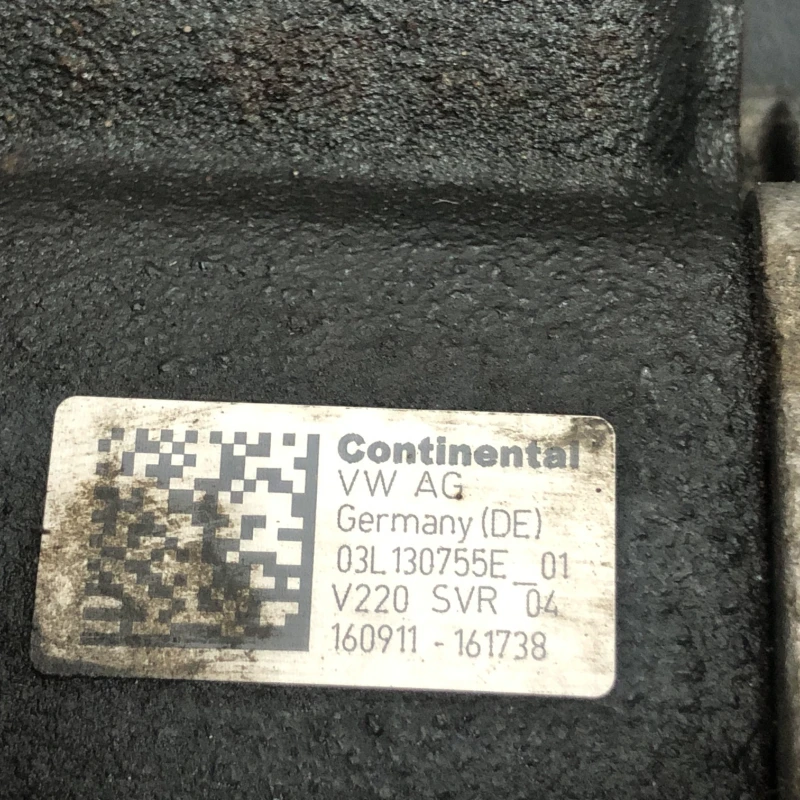 Continental
VW AG
Germany (DE)
03L130755E_01
V220 SVR 04
160911 - 161738